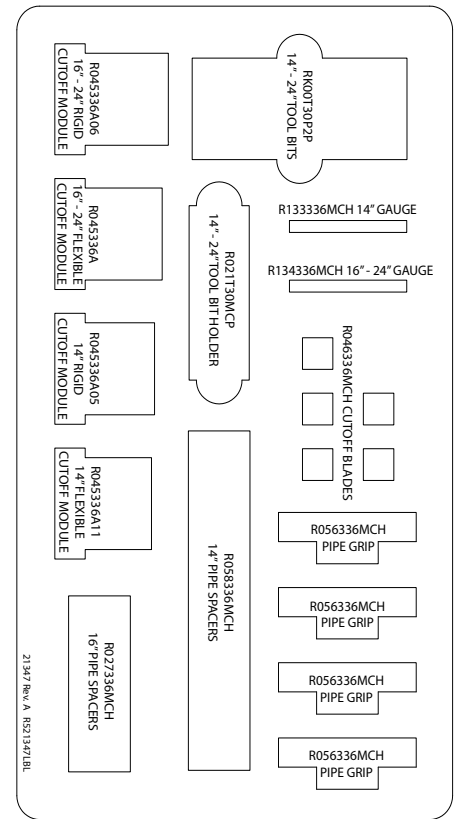 R045336A06
16" - 24" RIGID
CUTOFF MODULE
RK00T30P2P
14" - 24" TOOL BITS
R045336A
16" - 24" FLEXIBLE
CUTOFF MODULE
R021T30MCP
14" - 24" TOOL BIT HOLDER
R133336MCH 14" GAUGE
R134336MCH 16" - 24" GAUGE
R045336A05
14" RIGID
CUTOFF MODULE
R046336MCH CUTOFF BLADES
R045336A11
14" FLEXIBLE
CUTOFF MODULE
R058336MCH
14" PIPE SPACERS
R056336MCH
PIPE GRIP
R056336MCH
PIPE GRIP
R056336MCH
PIPE GRIP
R056336MCH
PIPE GRIP
R027336MCH
16" PIPE SPACERS
21347 Rev. A R521347LBL